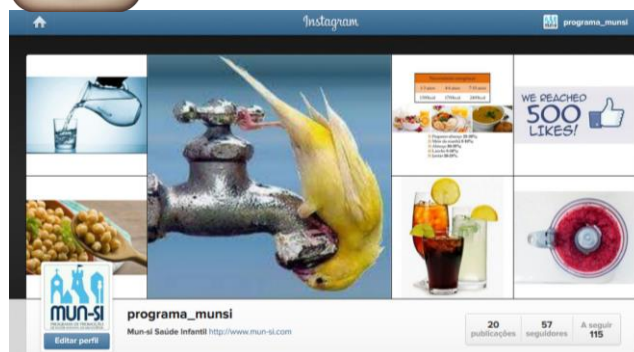 Instagram
programa_munsi
WE REACHED
500
LIKES!
MUN-SI
programa_munsi
Mun-si Saúde Infantil http://www.mun-si.com
Editar perfil
20
publicações
57
seguidores
A seguir
115